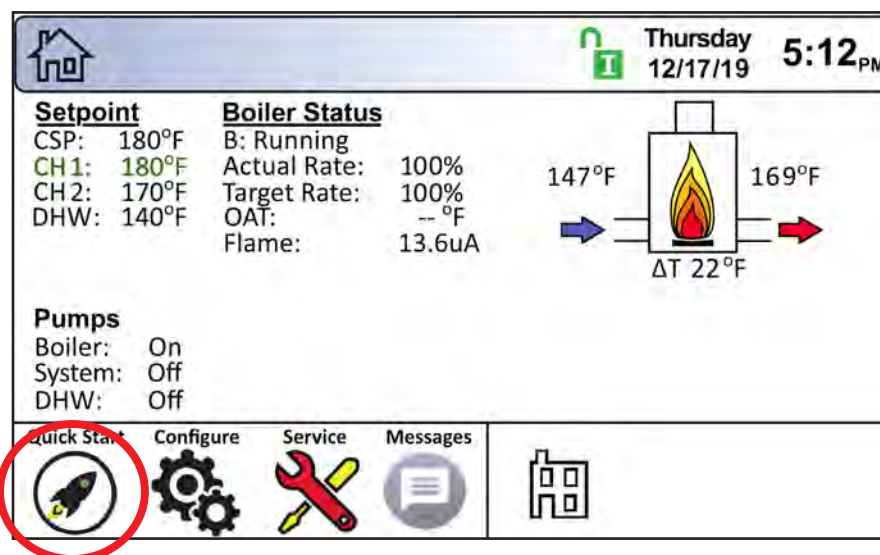 Thursday
12/17/19
5:12PM
I
Setpoint
CSP: 180°F
CH1: 180°F
CH2: 170°F
DHW: 140°F
Boiler Status
B: Running
Actual Rate: 100%
Target Rate: 100%
OAT: -- °F
Flame: 13.6uA
147°F
169°F
ΔT 22°F
Pumps
Boiler: On
System: Off
DHW: Off
Quick Start
Configure
Service
Messages